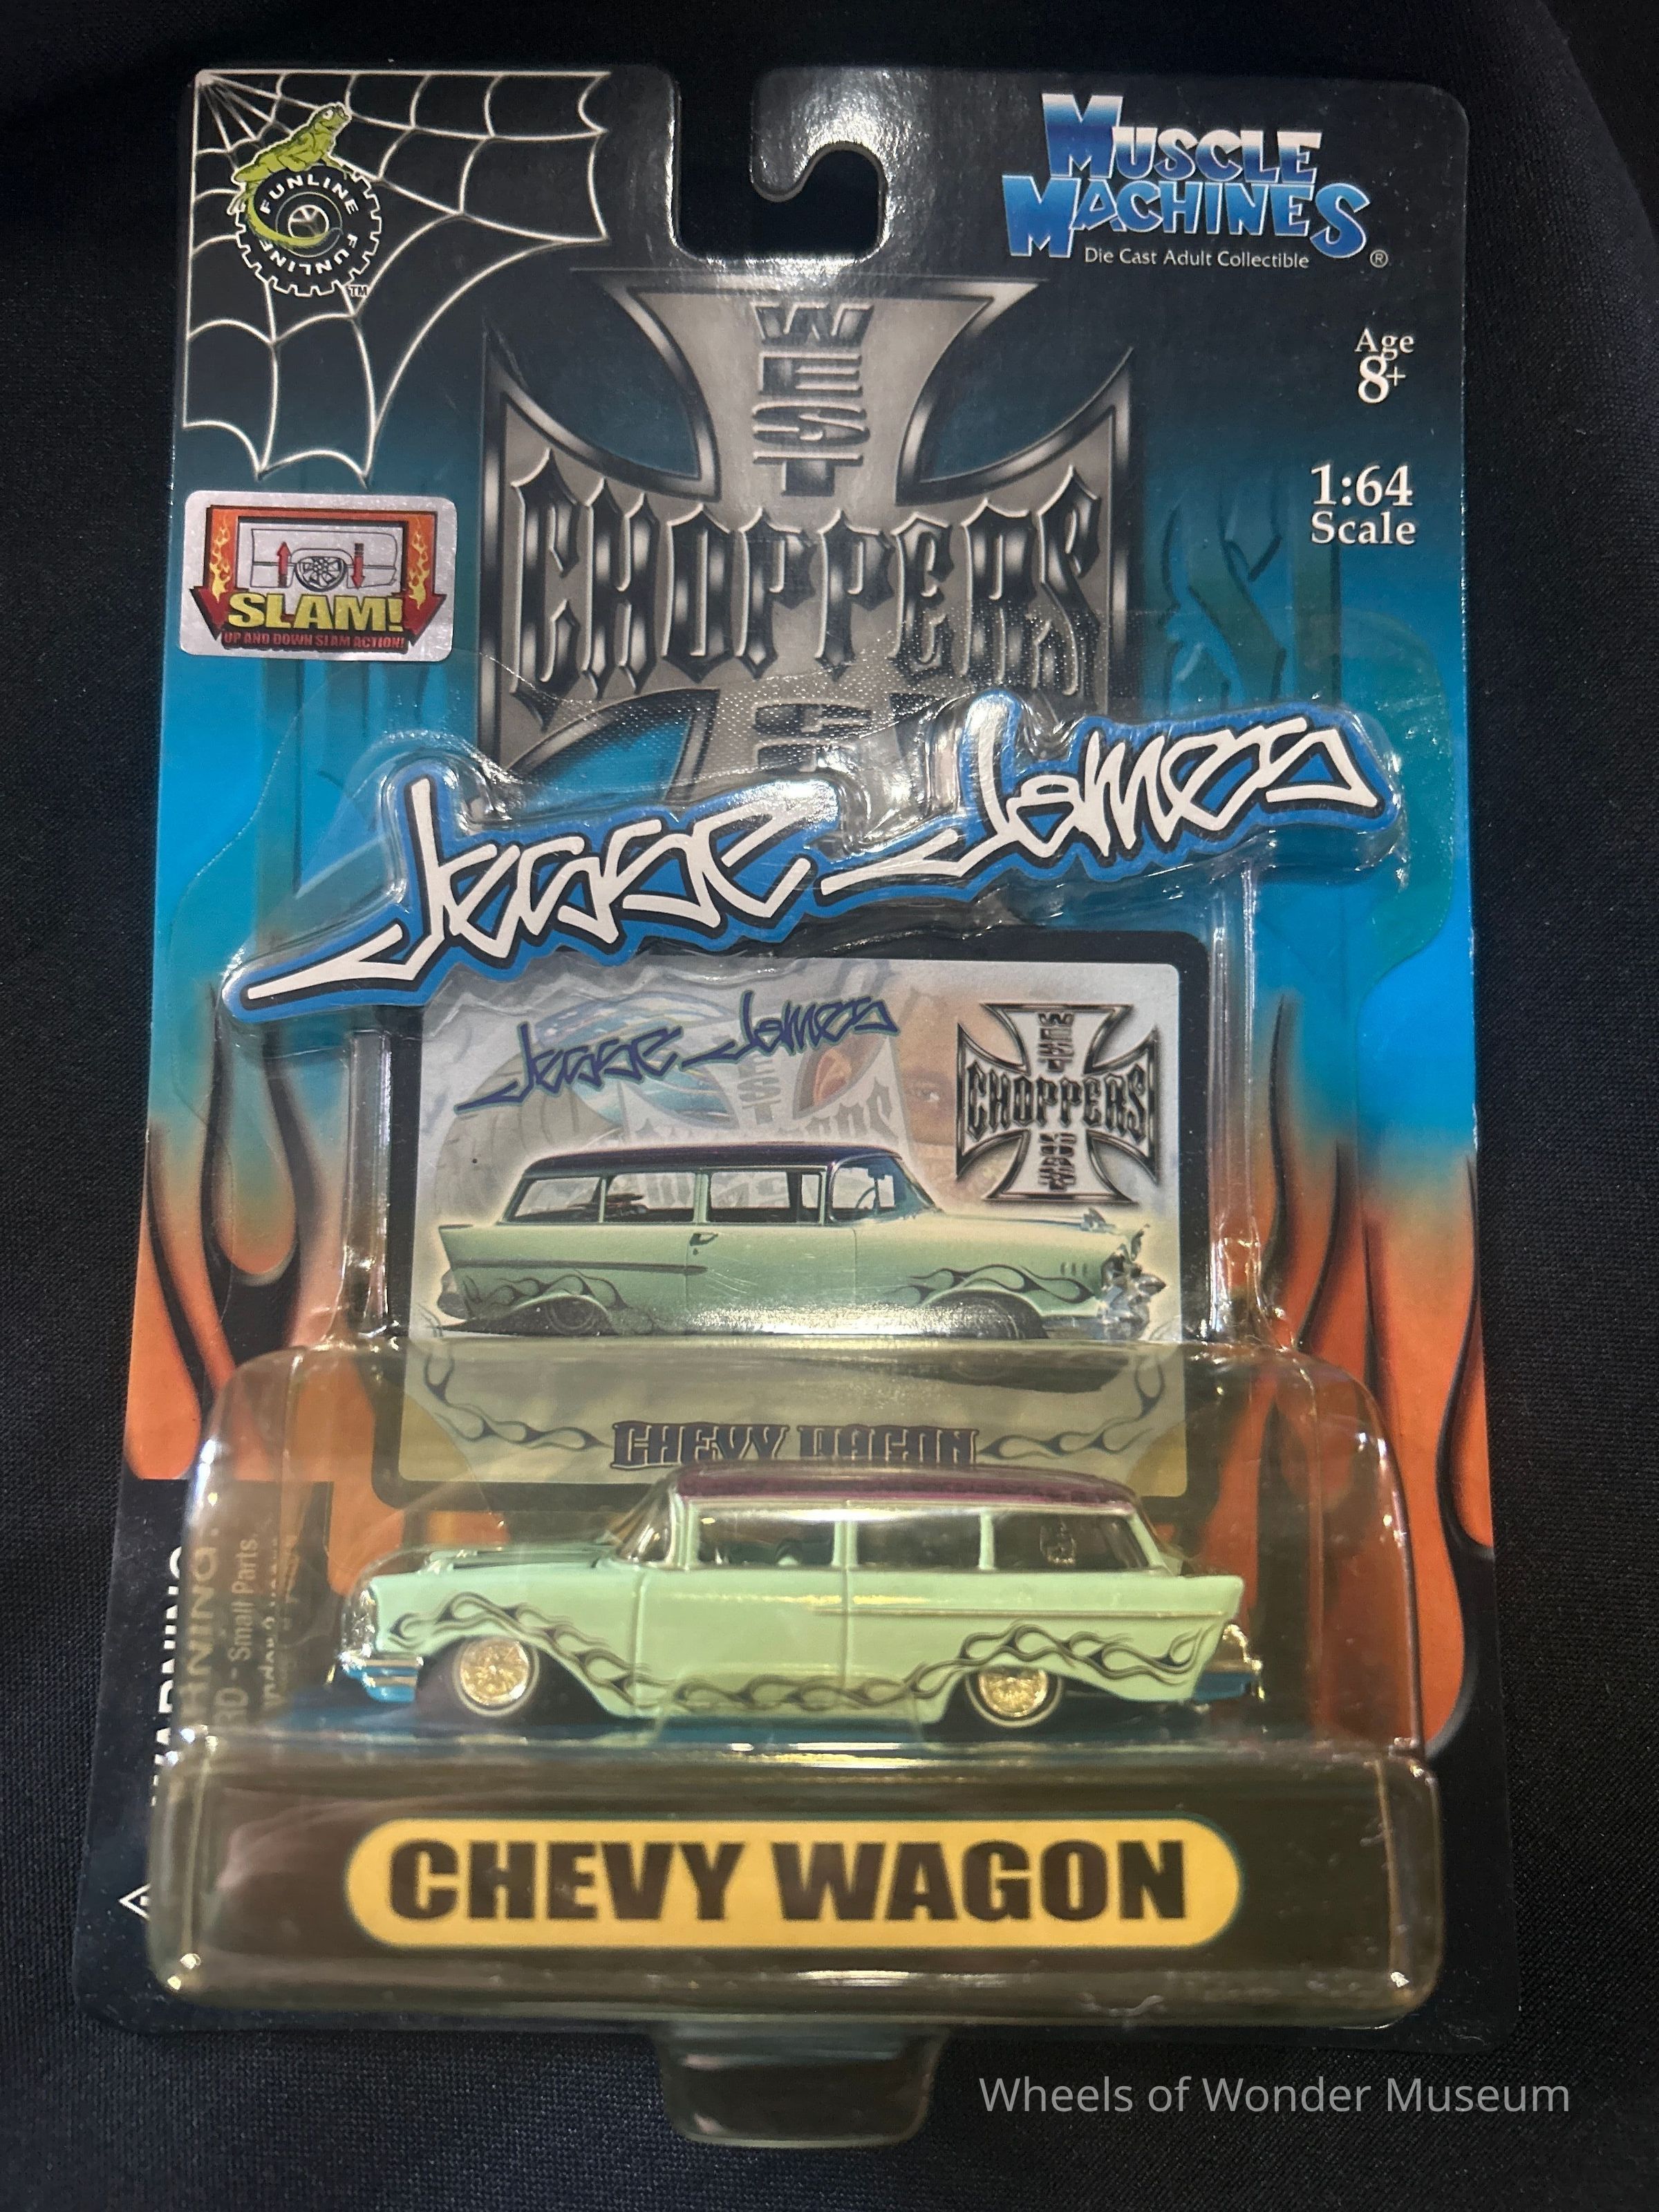 FUNLINE FUNLINE
TM
MUSCLE
MACHINES
Die Cast Adult Collectible ®
Age
8+
1:64
Scale
WEST
CHOPPERS
SLAM!
UP AND DOWN SLAM ACTION!
Jesse James
Jesse James
WEST
CHOPPERS
CHEVY WAGON
WARNING
- Small Parts
CHEVY WAGON
Wheels of Wonder Museum